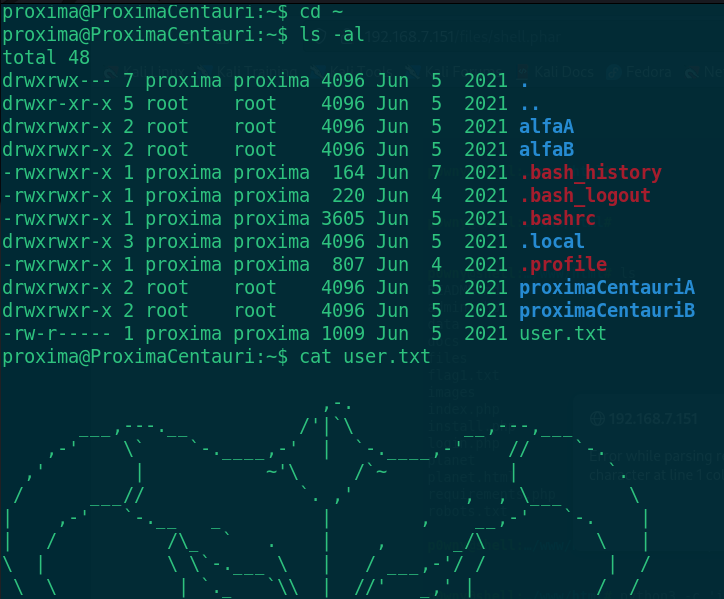 proxima@ProximaCentauri:~$ cd ~
proxima@ProximaCentauri:~$ ls -al
total 48
drwxrwx--- 7 proxima proxima 4096 Jun  5  2021 .
drwxr-xr-x 5 root    root    4096 Jun  5  2021 ..
drwxrwxr-x 2 root    root    4096 Jun  5  2021 alfaA
drwxrwxr-x 2 root    root    4096 Jun  5  2021 alfaB
-rwxrwxr-x 1 proxima proxima  164 Jun  7  2021 .bash_history
-rwxrwxr-x 1 proxima proxima  220 Jun  4  2021 .bash_logout
-rwxrwxr-x 1 proxima proxima 3605 Jun  5  2021 .bashrc
drwxrwxr-x 3 proxima proxima 4096 Jun  5  2021 .local
-rwxrwxr-x 1 proxima proxima  807 Jun  4  2021 .profile
drwxrwxr-x 2 root    root    4096 Jun  5  2021 proximaCentauriA
drwxrwxr-x 2 root    root    4096 Jun  5  2021 proximaCentauriB
-rw-r----- 1 proxima proxima 1009 Jun  5  2021 user.txt
proxima@ProximaCentauri:~$ cat user.txt
192.168.7.151